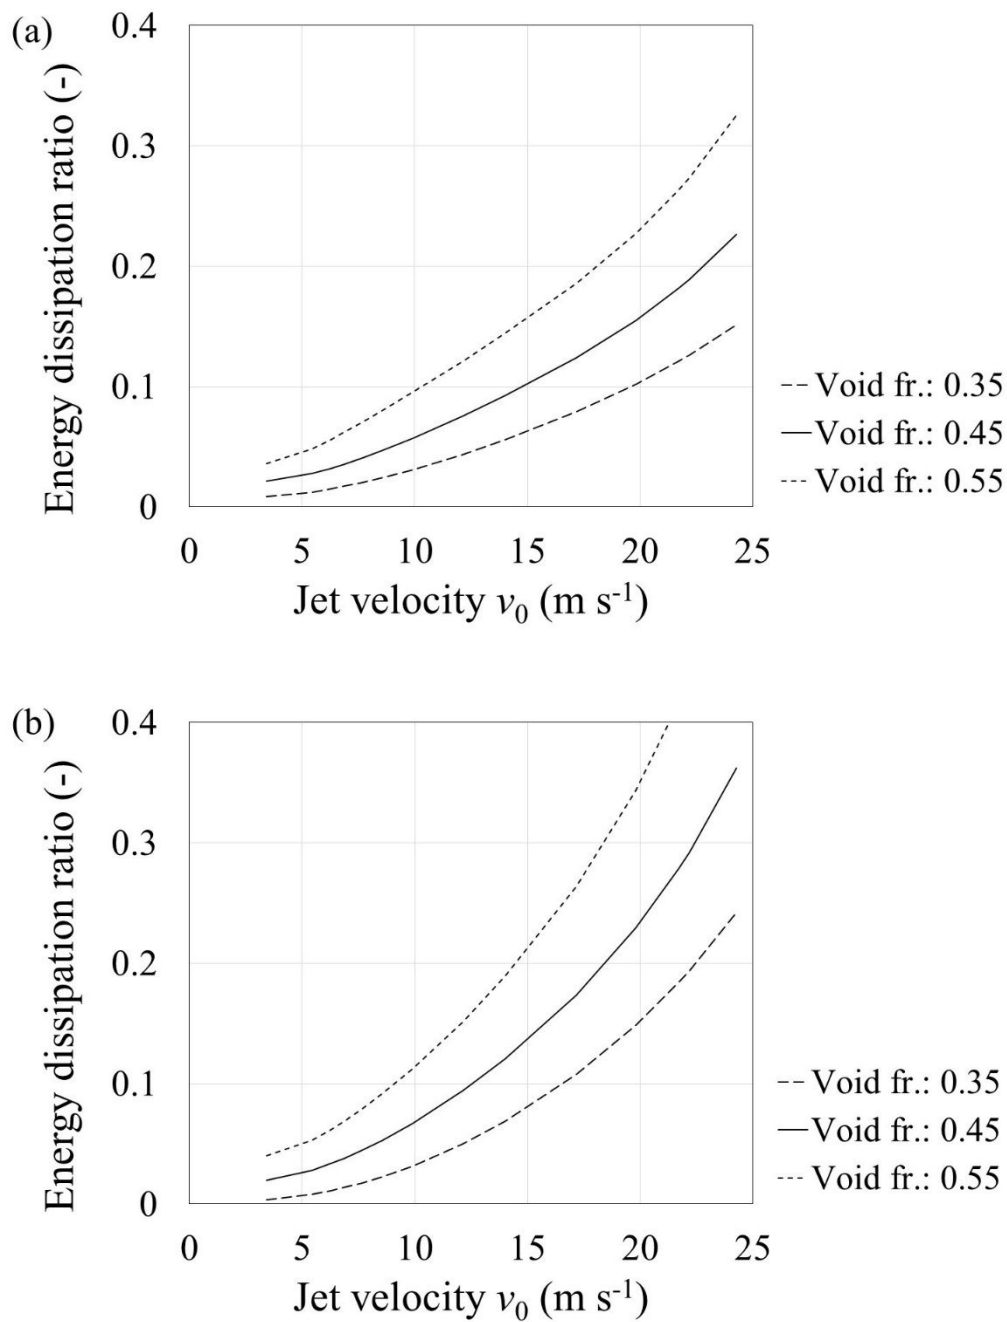 (a)
Energy dissipation ratio (-)
0.4
0.3
0.2
0.1
0
0 5 10 15 20 25
Jet velocity v₀ (m s⁻¹)
Void fr.: 0.35
Void fr.: 0.45
Void fr.: 0.55
(b)
Energy dissipation ratio (-)
0.4
0.3
0.2
0.1
0
0 5 10 15 20 25
Jet velocity v₀ (m s⁻¹)
Void fr.: 0.35
Void fr.: 0.45
Void fr.: 0.55